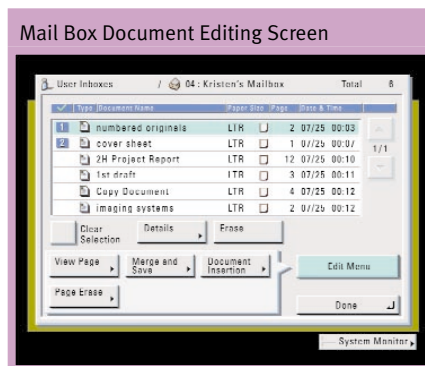 Mail Box Document Editing Screen
User Inboxes / 04 : Kristen's Mailbox Total 6
Type Document Name Paper Size Page Date & Time
1 numbered originals LTR 2 07/25 00:03
2 cover sheet LTR 1 07/25 00:07
2H Project Report LTR 12 07/25 00:10
1st draft LTR 3 07/25 00:11
Copy Document LTR 4 07/25 00:12
imaging systems LTR 2 07/25 00:12
1/1
Clear Selection Details Erase
View Page Merge and Save Document Insertion Edit Menu
Page Erase
Done
System Monitor